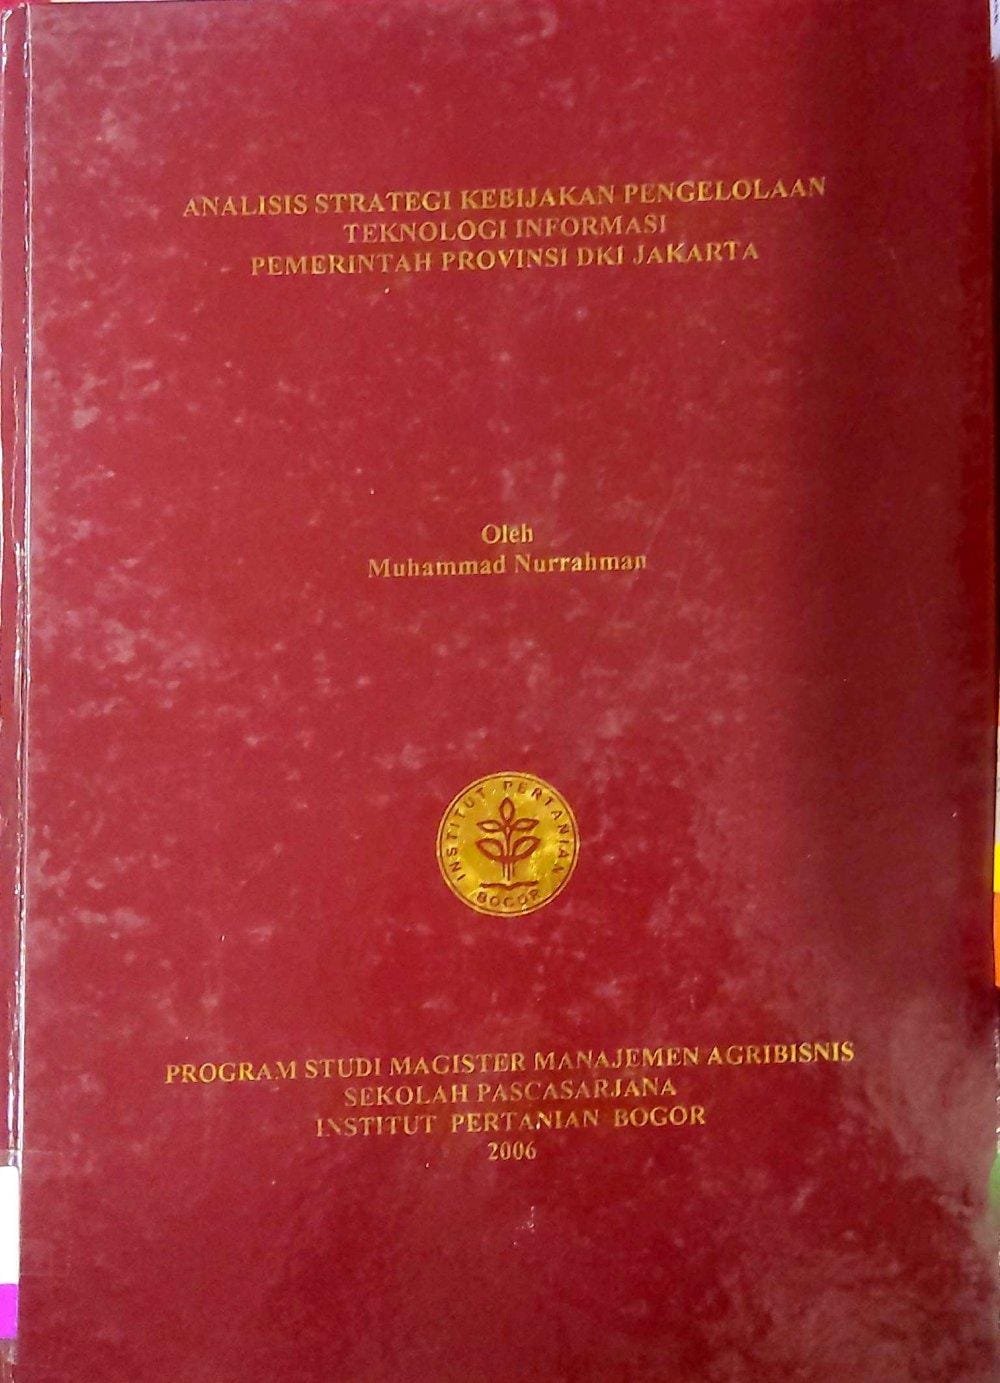 ANALISIS STRATEGI KEBIJAKAN PENGELOLAAN
TEKNOLOGI INFORMASI
PEMERINTAH PROVINSI DKI JAKARTA
Oleh
Muhammad Nurrahman
INSTITUT PERTANIAN
BOGOR
PROGRAM STUDI MAGISTER MANAJEMEN AGRIBISNIS
SEKOLAH PASCASARJANA
INSTITUT PERTANIAN BOGOR
2006